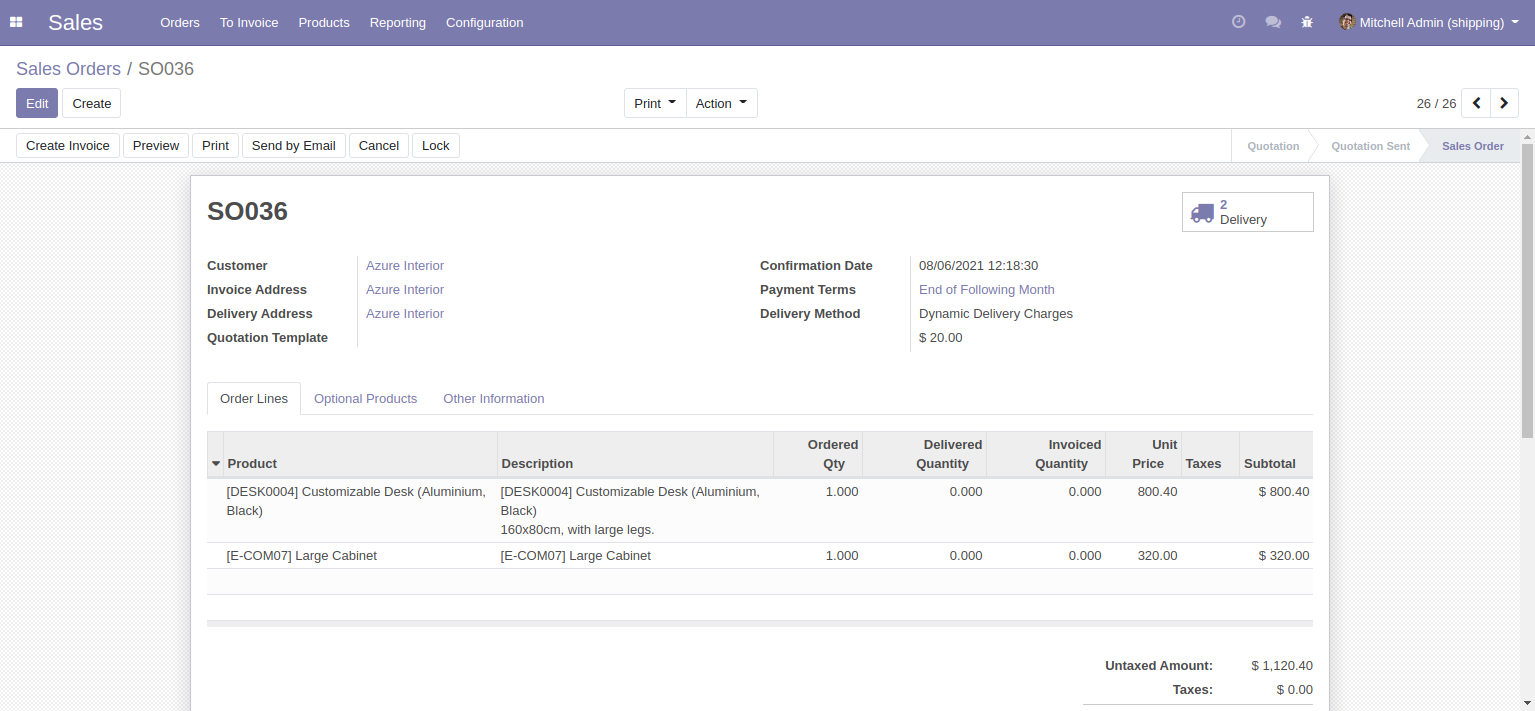 Sales Orders To Invoice Products Reporting Configuration Mitchell Admin (shipping)
Sales Orders / SO036
Edit Create Print Action 26 / 26
Create Invoice Preview Print Send by Email Cancel Lock Quotation Quotation Sent Sales Order
SO036
2
Delivery
Customer Azure Interior Confirmation Date 08/06/2021 12:18:30
Invoice Address Azure Interior Payment Terms End of Following Month
Delivery Address Azure Interior Delivery Method Dynamic Delivery Charges
Quotation Template $ 20.00
Order Lines Optional Products Other Information
Ordered Delivered Invoiced Unit
Product Description Qty Quantity Quantity Price Taxes Subtotal
[DESK0004] Customizable Desk (Aluminium, [DESK0004] Customizable Desk (Aluminium, 1.000 0.000 0.000 800.40 $ 800.40
Black) Black)
160x80cm, with large legs.
[E-COM07] Large Cabinet [E-COM07] Large Cabinet 1.000 0.000 0.000 320.00 $ 320.00
Untaxed Amount: $ 1,120.40
Taxes: $ 0.00